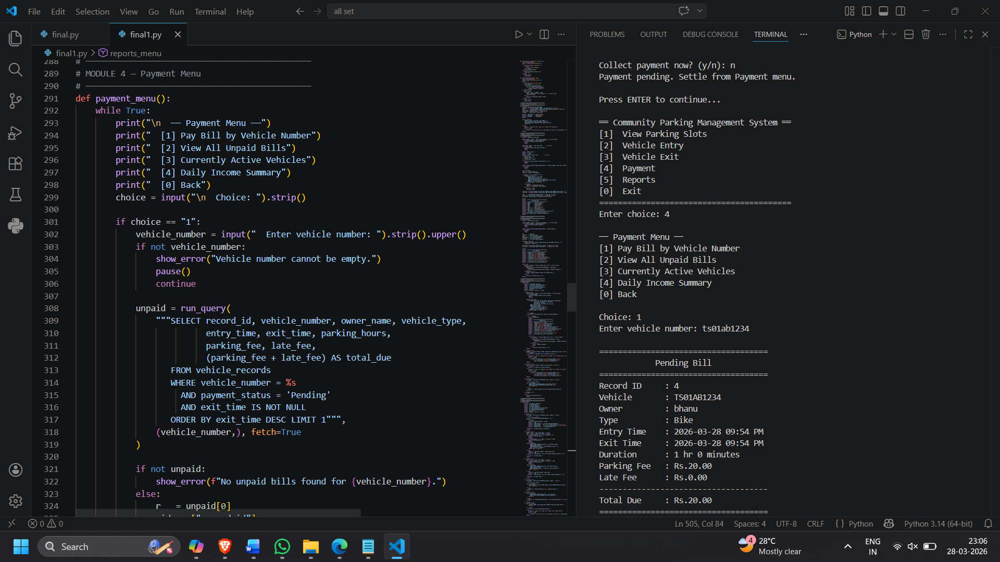 File Edit Selection View Go Run Terminal Help
all set
final.py
final1.py
final1.py > reports_menu
288 # ─────────────────────────────────────────────
289 # MODULE 4 — Payment Menu
290 # ─────────────────────────────────────────────
291 def payment_menu():
292 while True:
293 print("\n ── Payment Menu ──")
294 print("  [1] Pay Bill by Vehicle Number")
295 print("  [2] View All Unpaid Bills")
296 print("  [3] Currently Active Vehicles")
297 print("  [4] Daily Income Summary")
298 print("  [0] Back")
299 choice = input("\n  Choice: ").strip()
300
301 if choice == "1":
302 vehicle_number = input("  Enter vehicle number: ").strip().upper()
303 if not vehicle_number:
304 show_error("Vehicle number cannot be empty.")
305 pause()
306 continue
307
308 unpaid = run_query(
309 """SELECT record_id, vehicle_number, owner_name, vehicle_type,
310 entry_time, exit_time, parking_hours,
311 parking_fee, late_fee,
312 (parking_fee + late_fee) AS total_due
313 FROM vehicle_records
314 WHERE vehicle_number = %s
315 AND payment_status = 'Pending'
316 AND exit_time IS NOT NULL
317 ORDER BY exit_time DESC LIMIT 1""",
318 (vehicle_number,), fetch=True
319 )
320
321 if not unpaid:
322 show_error(f"No unpaid bills found for {vehicle_number}.")
323 else:
324 r   = unpaid[0]
PROBLEMS OUTPUT DEBUG CONSOLE TERMINAL
Python
Collect payment now? (y/n): n
Payment pending. Settle from Payment menu.
Press ENTER to continue...
══ Community Parking Management System ══
[1]  View Parking Slots
[2]  Vehicle Entry
[3]  Vehicle Exit
[4]  Payment
[5]  Reports
[0]  Exit
=========================================
Enter choice: 4
── Payment Menu ──
[1] Pay Bill by Vehicle Number
[2] View All Unpaid Bills
[3] Currently Active Vehicles
[4] Daily Income Summary
[0] Back
Choice: 1
Enter vehicle number: ts01ab1234
====================================
Pending Bill
====================================
Record ID     : 4
Vehicle       : TS01AB1234
Owner         : bhanu
Type          : Bike
Entry Time    : 2026-03-28 09:54 PM
Exit Time     : 2026-03-28 09:54 PM
Duration      : 1 hr 0 minutes
Parking Fee   : Rs.20.00
Late Fee      : Rs.0.00
------------------------------------
Total Due     : Rs.20.00
====================================
0 0
Ln 505, Col 84 Spaces: 4 UTF-8 CRLF { } Python Python 3.14 (64-bit)
Search
4
28°C
Mostly clear
ENG
IN
23:06
28-03-2026